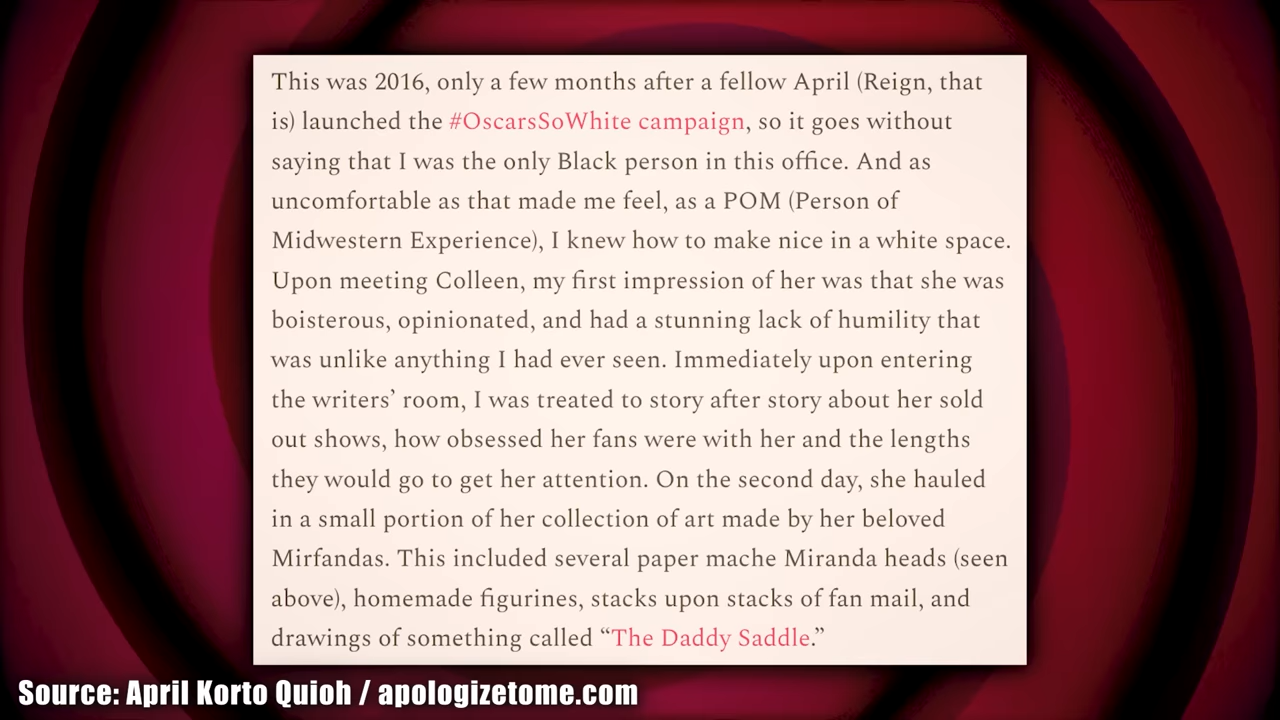 This was 2016, only a few months after a fellow April (Reign, that
is) launched the #OscarsSoWhite campaign, so it goes without
saying that I was the only Black person in this office. And as
uncomfortable as that made me feel, as a POM (Person of
Midwestern Experience), I knew how to make nice in a white space.
Upon meeting Colleen, my first impression of her was that she was
boisterous, opinionated, and had a stunning lack of humility that
was unlike anything I had ever seen. Immediately upon entering
the writers’ room, I was treated to story after story about her sold
out shows, how obsessed her fans were with her and the lengths
they would go to get her attention. On the second day, she hauled
in a small portion of her collection of art made by her beloved
Mirfandas. This included several paper mache Miranda heads (seen
above), homemade figurines, stacks upon stacks of fan mail, and
drawings of something called “The Daddy Saddle.”
Source: April Korto Quioh / apologizetome.com